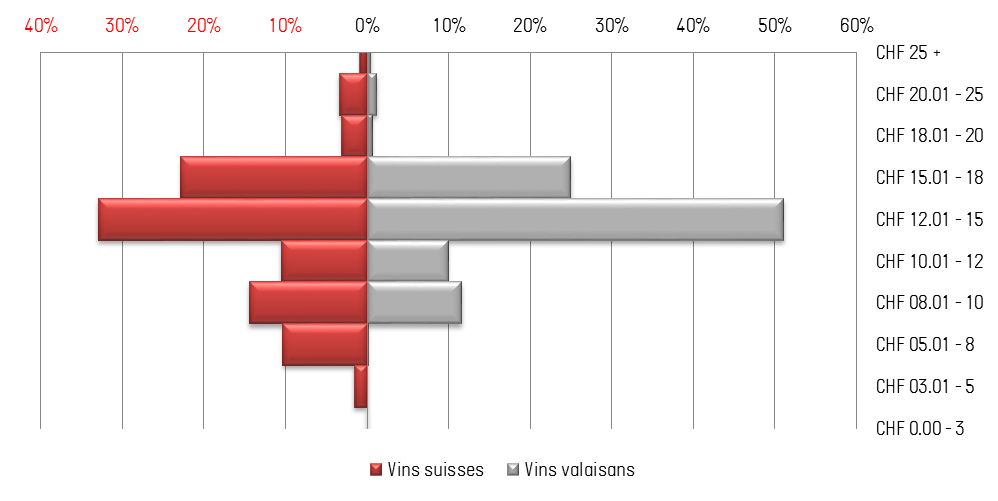 40% 30% 20% 10% 0% 10% 20% 30% 40% 50% 60%
CHF 25 +
CHF 20.01 - 25
CHF 18.01 - 20
CHF 15.01 - 18
CHF 12.01 - 15
CHF 10.01 - 12
CHF 08.01 - 10
CHF 05.01 - 8
CHF 03.01 - 5
CHF 0.00 - 3
Vins suisses Vins valaisans